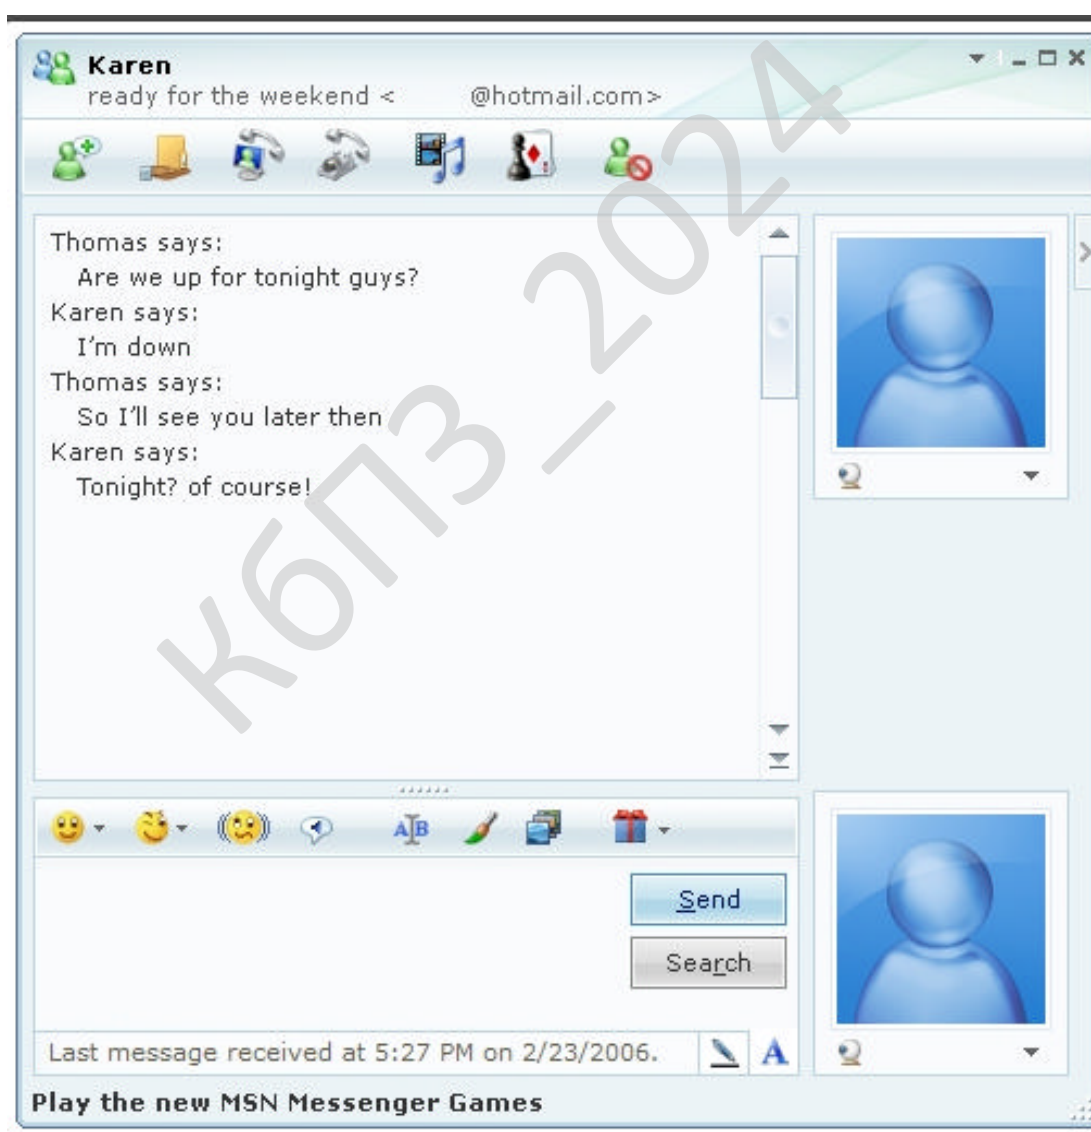 Karen
ready for the weekend < @hotmail.com>
Thomas says:
Are we up for tonight guys?
Karen says:
I'm down
Thomas says:
So I'll see you later then
Karen says:
Tonight? of course!
Send
Search
Last message received at 5:27 PM on 2/23/2006.
Play the new MSN Messenger Games
КбПЗ_2024